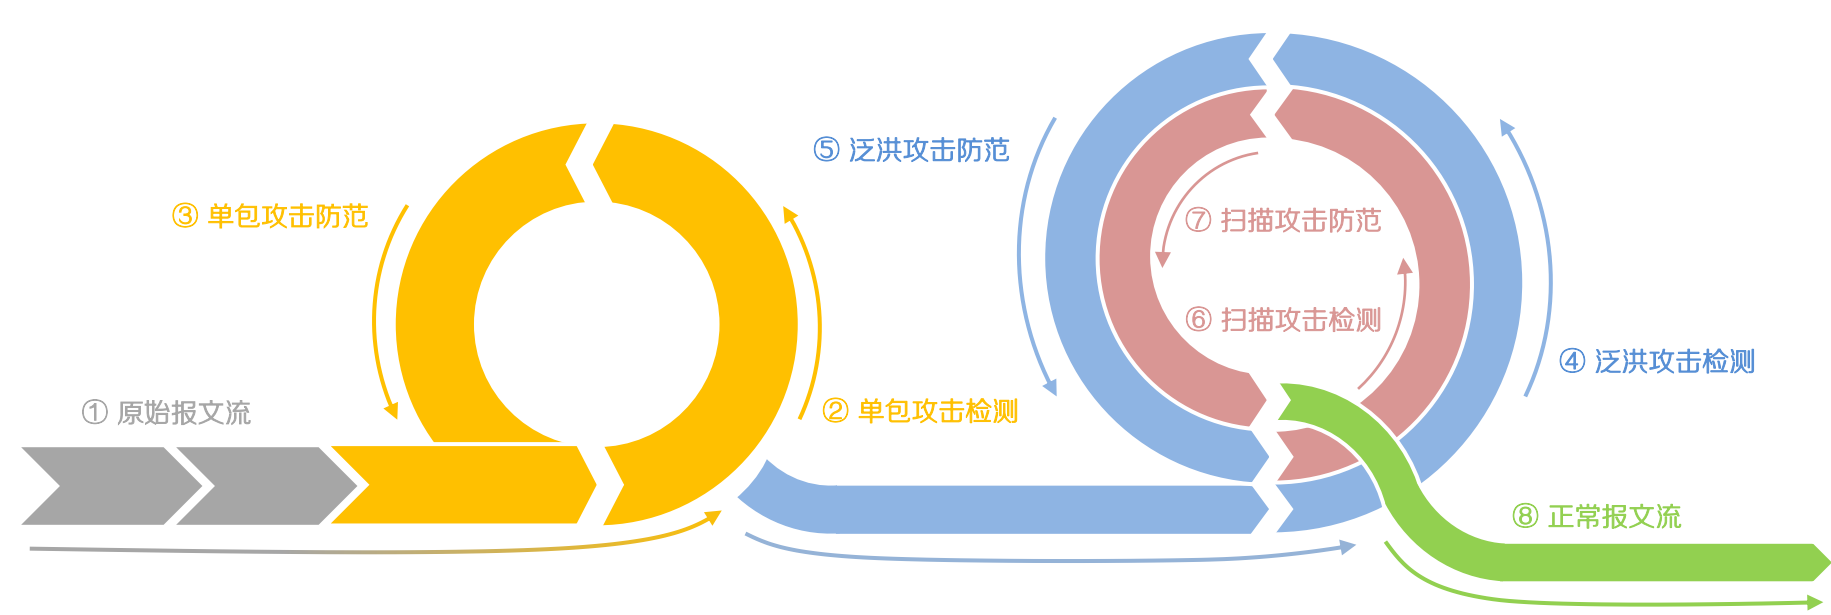 ① 原始报文流
② 单包攻击检测
③ 单包攻击防范
④ 泛洪攻击检测
⑤ 泛洪攻击防范
⑥ 扫描攻击检测
⑦ 扫描攻击防范
⑧ 正常报文流